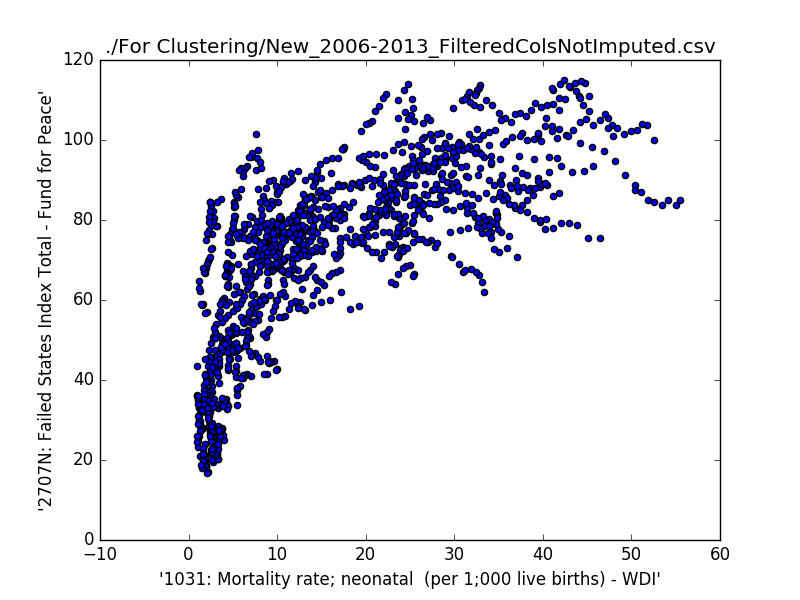 ./For Clustering/New_2006-2013_FilteredColsNotImputed.csv
120
100
80
60
40
20
0
'2707N: Failed States Index Total - Fund for Peace'
−10 0 10 20 30 40 50 60
'1031: Mortality rate; neonatal  (per 1;000 live births) - WDI'